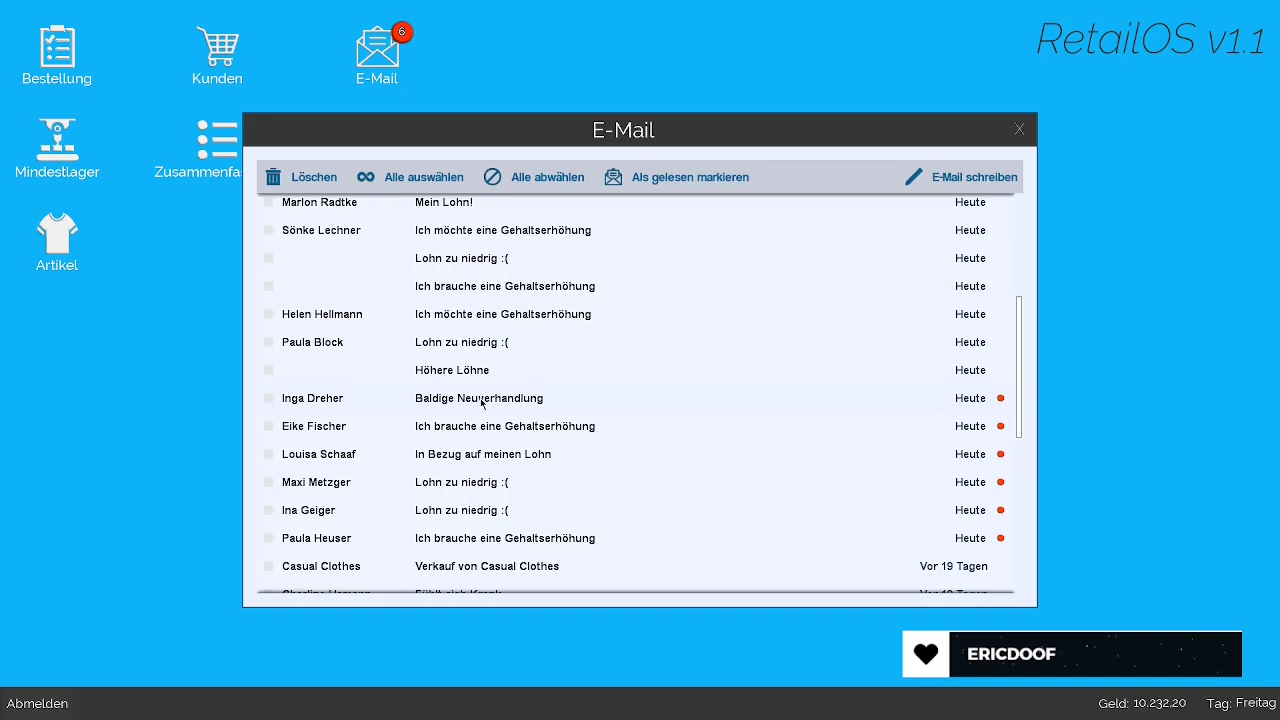 RetailOS v1.1
Bestellung
Kunden
6
E-Mail
Mindestlager
Zusammenfas
Artikel
E-Mail
X
Löschen
Alle auswählen
Alle abwählen
Als gelesen markieren
E-Mail schreiben
Marlon Radtke Mein Lohn! Heute
Sönke Lechner Ich möchte eine Gehaltserhöhung Heute
Lohn zu niedrig :( Heute
Ich brauche eine Gehaltserhöhung Heute
Helen Hellmann Ich möchte eine Gehaltserhöhung Heute
Paula Block Lohn zu niedrig :( Heute
Höhere Löhne Heute
Inga Dreher Baldige Neuverhandlung Heute
Eike Fischer Ich brauche eine Gehaltserhöhung Heute
Louisa Schaaf In Bezug auf meinen Lohn Heute
Maxi Metzger Lohn zu niedrig :( Heute
Ina Geiger Lohn zu niedrig :( Heute
Paula Heuser Ich brauche eine Gehaltserhöhung Heute
Casual Clothes Verkauf von Casual Clothes Vor 19 Tagen
ERICDOOF
Abmelden
Geld: 10.232.20 Tag: Freitag